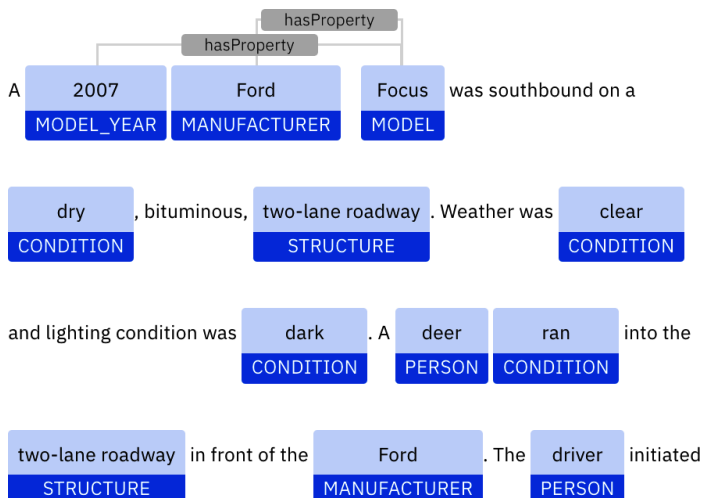 hasProperty
hasProperty
A 2007 Ford Focus was southbound on a
MODEL_YEAR MANUFACTURER MODEL
dry , bituminous, two-lane roadway . Weather was clear
CONDITION STRUCTURE CONDITION
and lighting condition was dark . A deer ran into the
CONDITION PERSON CONDITION
two-lane roadway in front of the Ford . The driver initiated
STRUCTURE MANUFACTURER PERSON